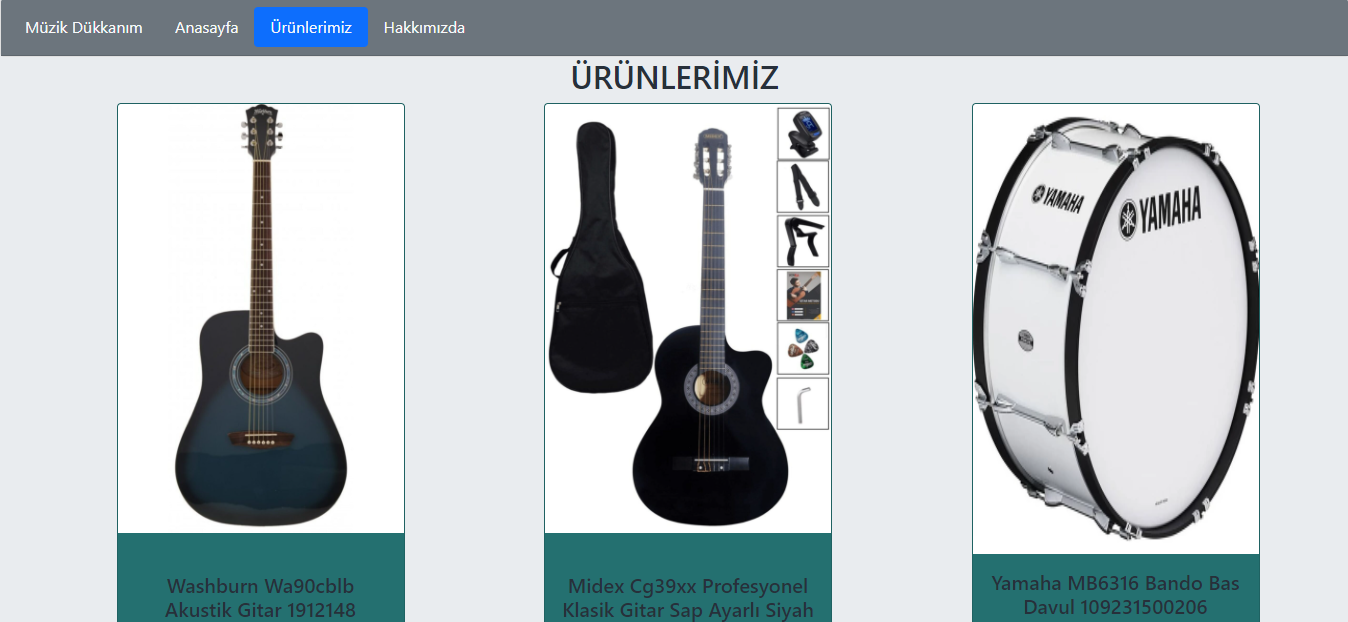 Müzik Dükkanım Anasayfa Ürünlerimiz Hakkımızda
ÜRÜNLERİMİZ
YAMAHA
YAMAHA
Washburn Wa90cblb
Akustik Gitar 1912148
Midex Cg39xx Profesyonel
Klasik Gitar Sap Ayarlı Siyah
Yamaha MB6316 Bando Bas
Davul 109231500206